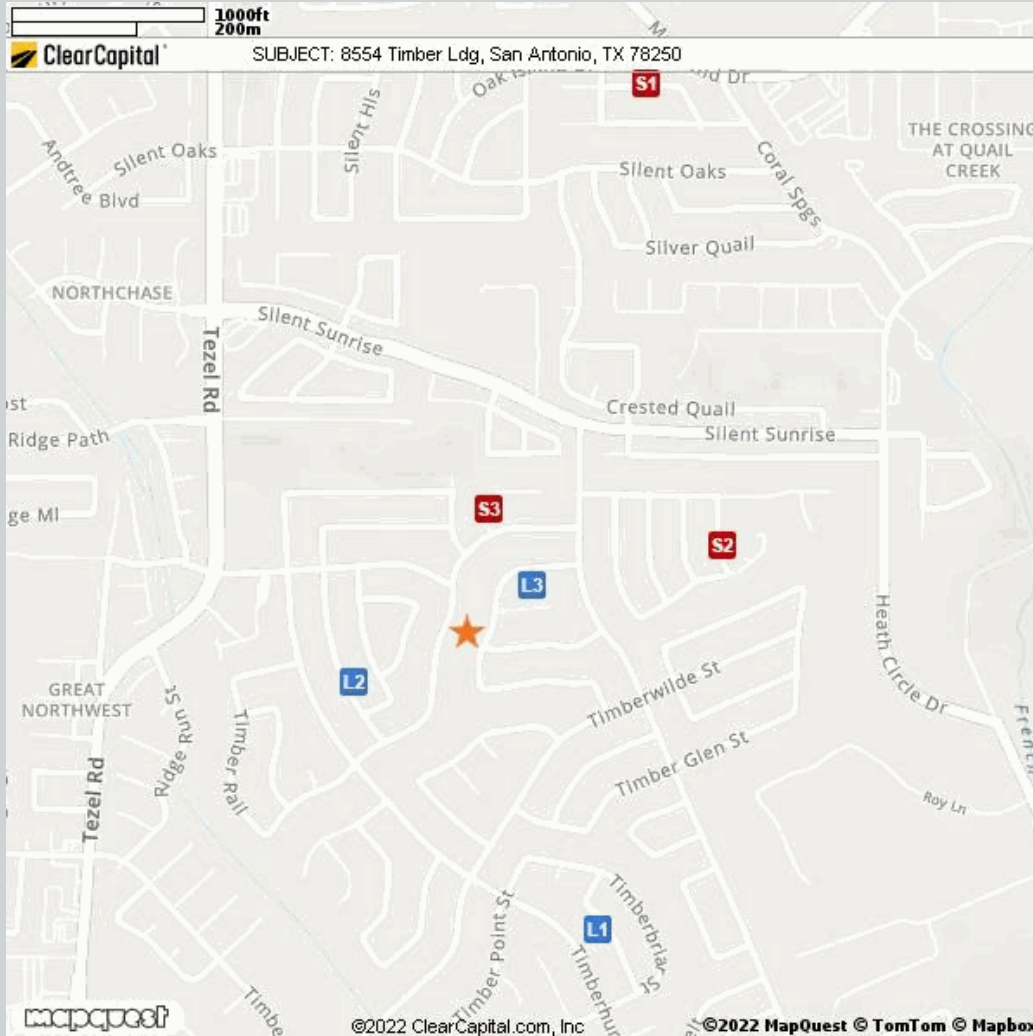 1000ft
200m
ClearCapital
SUBJECT: 8554 Timber Ldg, San Antonio, TX 78250
S1
Dr
Silent Hls
Coral Spgs
THE CROSSING
AT QUAIL
CREEK
Andtree Blvd
Silent Oaks
Silent Oaks
Silver Quail
NORTHCHASE
Silent Sunrise
Tezel Rd
Crested Quail
Silent Sunrise
Ridge Path
S3
S2
L3
L2
Heath Circle Dr
GREAT
NORTHWEST
Timberwilde St
Ridge Run St
Timber Rail
Timber Glen St
Tezel Rd
Roy Ln
L1
Timberbriar St
Timber Point St
mapquest
©2022 ClearCapital.com, Inc
©2022 MapQuest © TomTom © Mapbox